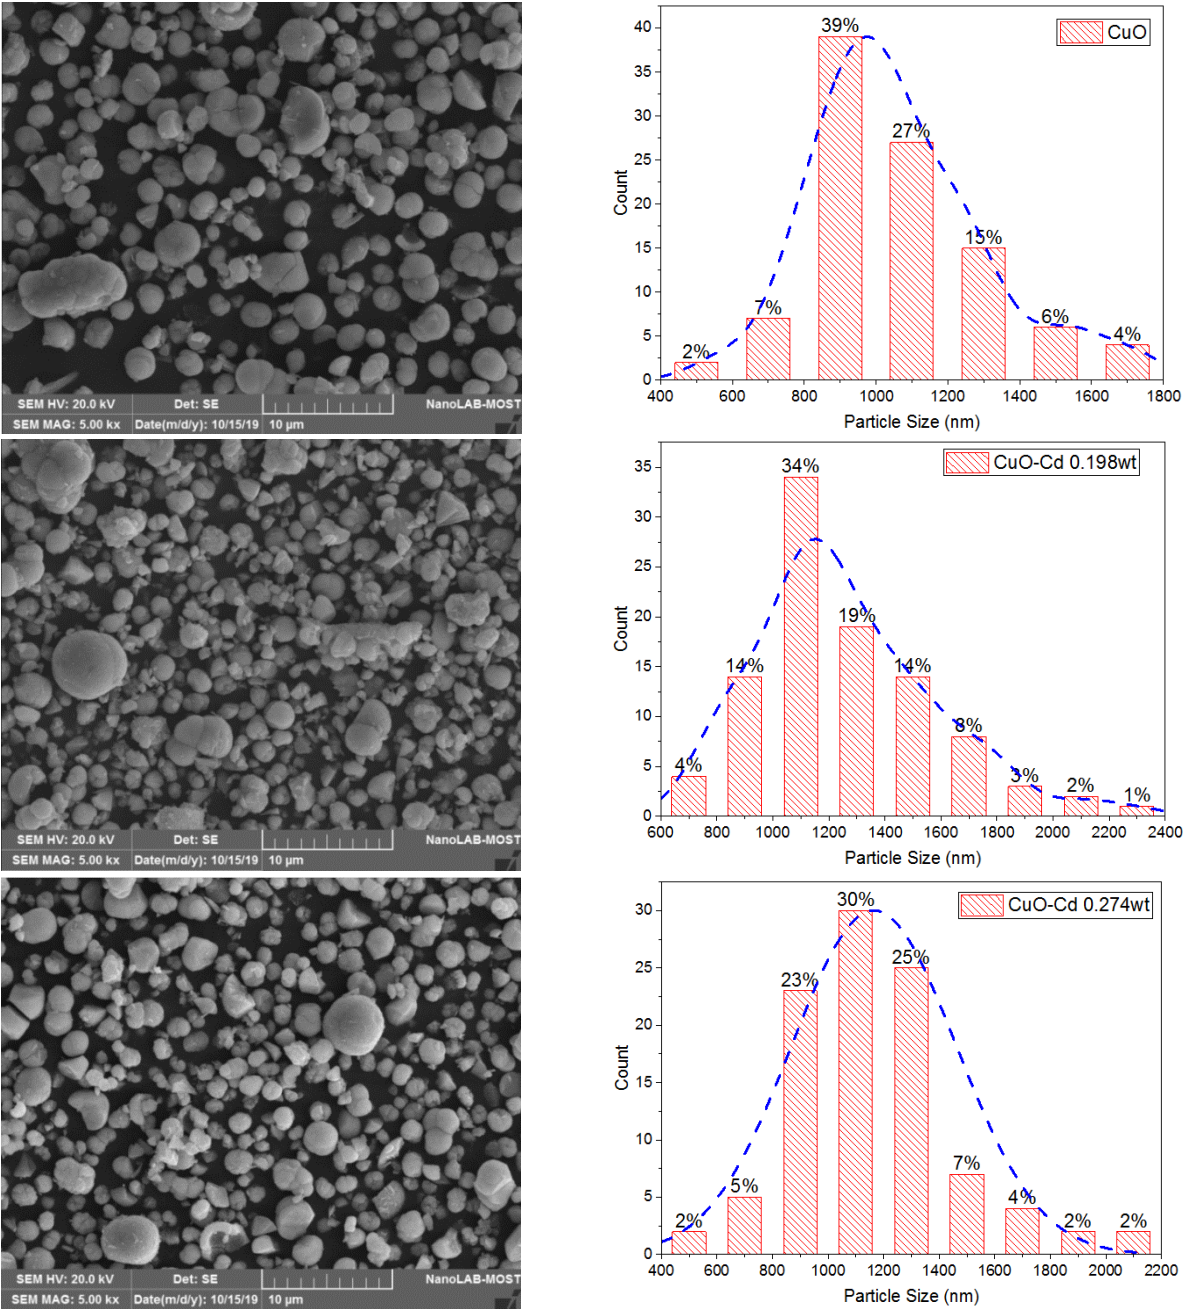 SEM HV: 20.0 kV Det: SE NanoLAB-MOST
SEM MAG: 5.00 kx Date(m/d/y): 10/15/19 10 µm
CuO
Count
40
35
30
25
20
15
10
5
0
2%
7%
39%
27%
15%
6%
4%
400 600 800 1000 1200 1400 1600 1800
Particle Size (nm)
SEM HV: 20.0 kV Det: SE NanoLAB-MOST
SEM MAG: 5.00 kx Date(m/d/y): 10/15/19 10 µm
CuO-Cd 0.198wt
Count
35
30
25
20
15
10
5
0
4%
14%
34%
19%
14%
8%
3%
2%
1%
600 800 1000 1200 1400 1600 1800 2000 2200 2400
Particle Size (nm)
SEM HV: 20.0 kV Det: SE NanoLAB-MOST
SEM MAG: 5.00 kx Date(m/d/y): 10/15/19 10 µm
CuO-Cd 0.274wt
Count
30
25
20
15
10
5
0
2%
5%
23%
30%
25%
7%
4%
2%
2%
400 600 800 1000 1200 1400 1600 1800 2000 2200
Particle Size (nm)